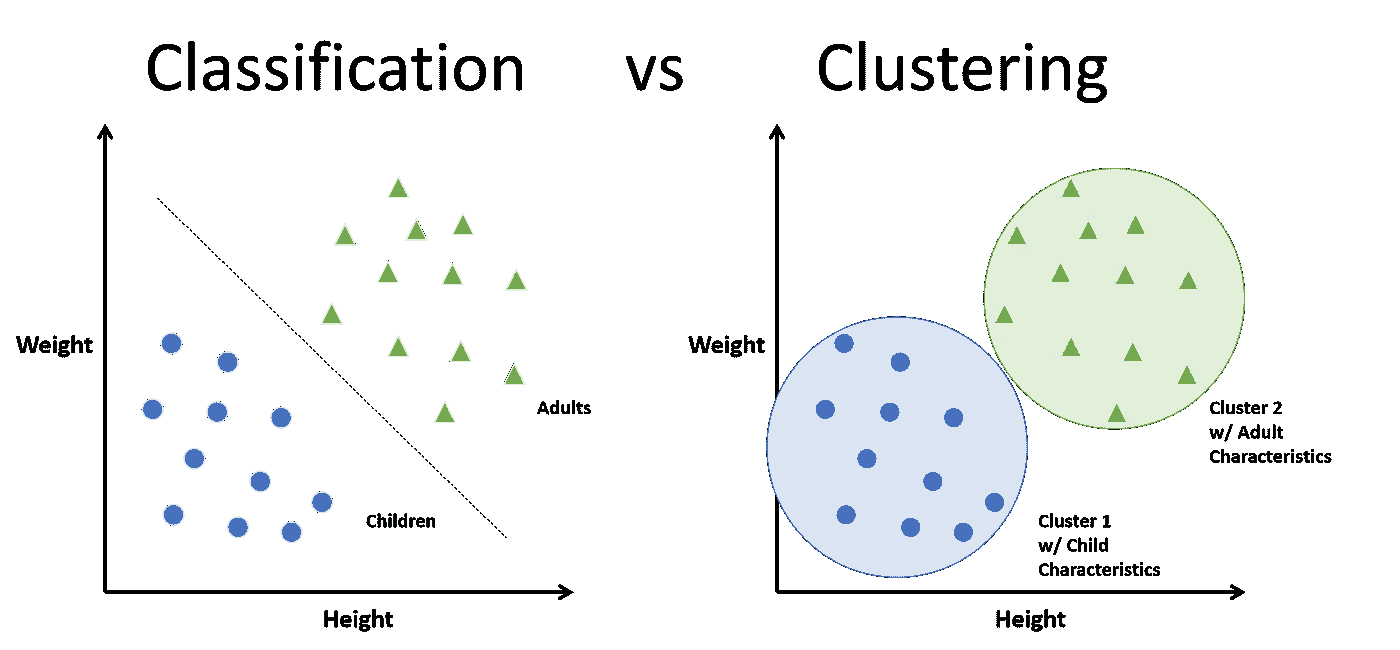 Classification vs Clustering
Weight
Adults
Children
Height
Weight
Cluster 2
w/ Adult
Characteristics
Cluster 1
w/ Child
Characteristics
Height